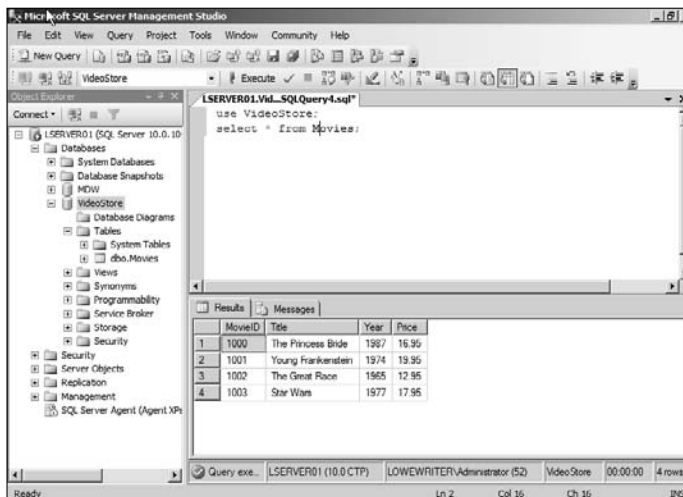 Microsoft SQL Server Management Studio
File Edit View Query Project Tools Window Community Help
New Query
VideoStore Execute
Object Explorer
Connect
LSERVER01 (SQL Server 10.0.10
Databases
System Databases
Database Snapshots
MDW
VideoStore
Database Diagrams
Tables
System Tables
dbo.Movies
Views
Synonyms
Programmability
Service Broker
Storage
Security
Security
Server Objects
Replication
Management
SQL Server Agent (Agent XPs
LSERVER01.Vid...SQLQuery4.sql*
use VideoStore;
select * from Movies;
Results Messages
MovieID Title Year Price
1 1000 The Princess Bride 1987 16.95
2 1001 Young Frankenstein 1974 19.95
3 1002 The Great Race 1965 12.95
4 1003 Star Wars 1977 17.95
Query exe... LSERVER01 (10.0 CTP) LOWEWRITER\Administrator (52) VideoStore 00:00:00 4 rows
Ready Ln 2 Col 16 Ch 16 INS